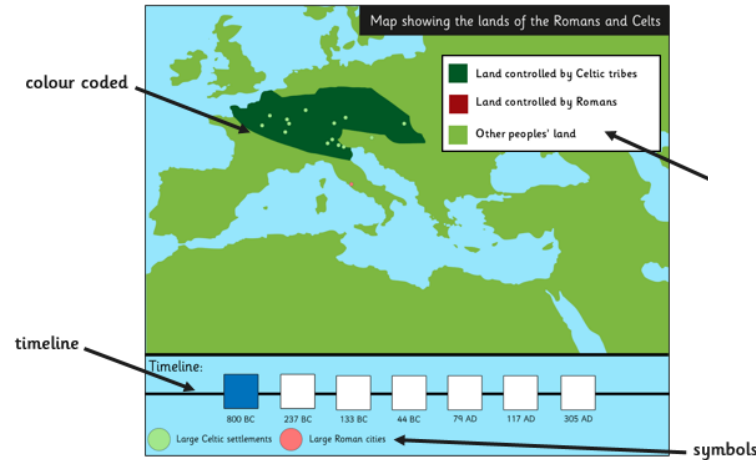 Map showing the lands of the Romans and Celts
colour coded
Land controlled by Celtic tribes
Land controlled by Romans
Other peoples' land
timeline
Timeline:
800 BC 237 BC 133 BC 44 BC 79 AD 117 AD 305 AD
Large Celtic settlements Large Roman cities
symbols